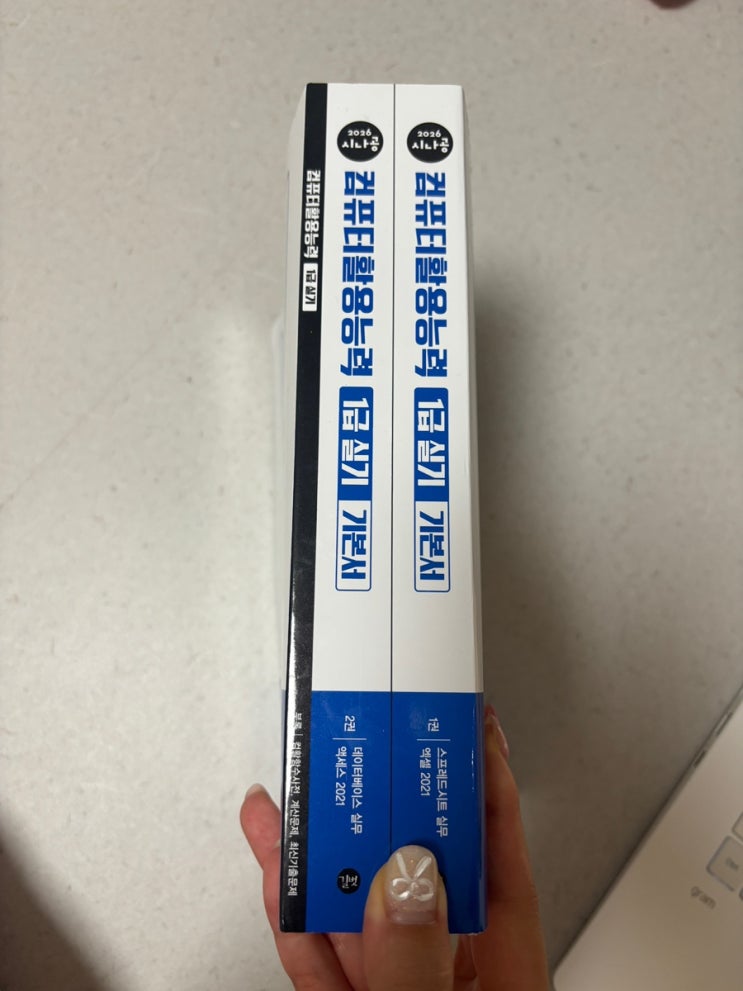 2026
시나공
컴퓨터활용능력
1급 실기
기본서
1권
스프레드시트 실무
엑셀 2021
2026
시나공
컴퓨터활용능력
1급 실기
기본서
2권
데이터베이스 실무
액세스 2021
길벗
컴퓨터활용능력 1급 실기
부록 | 컴활함수사전, 계산문제, 최신기출문제
gram